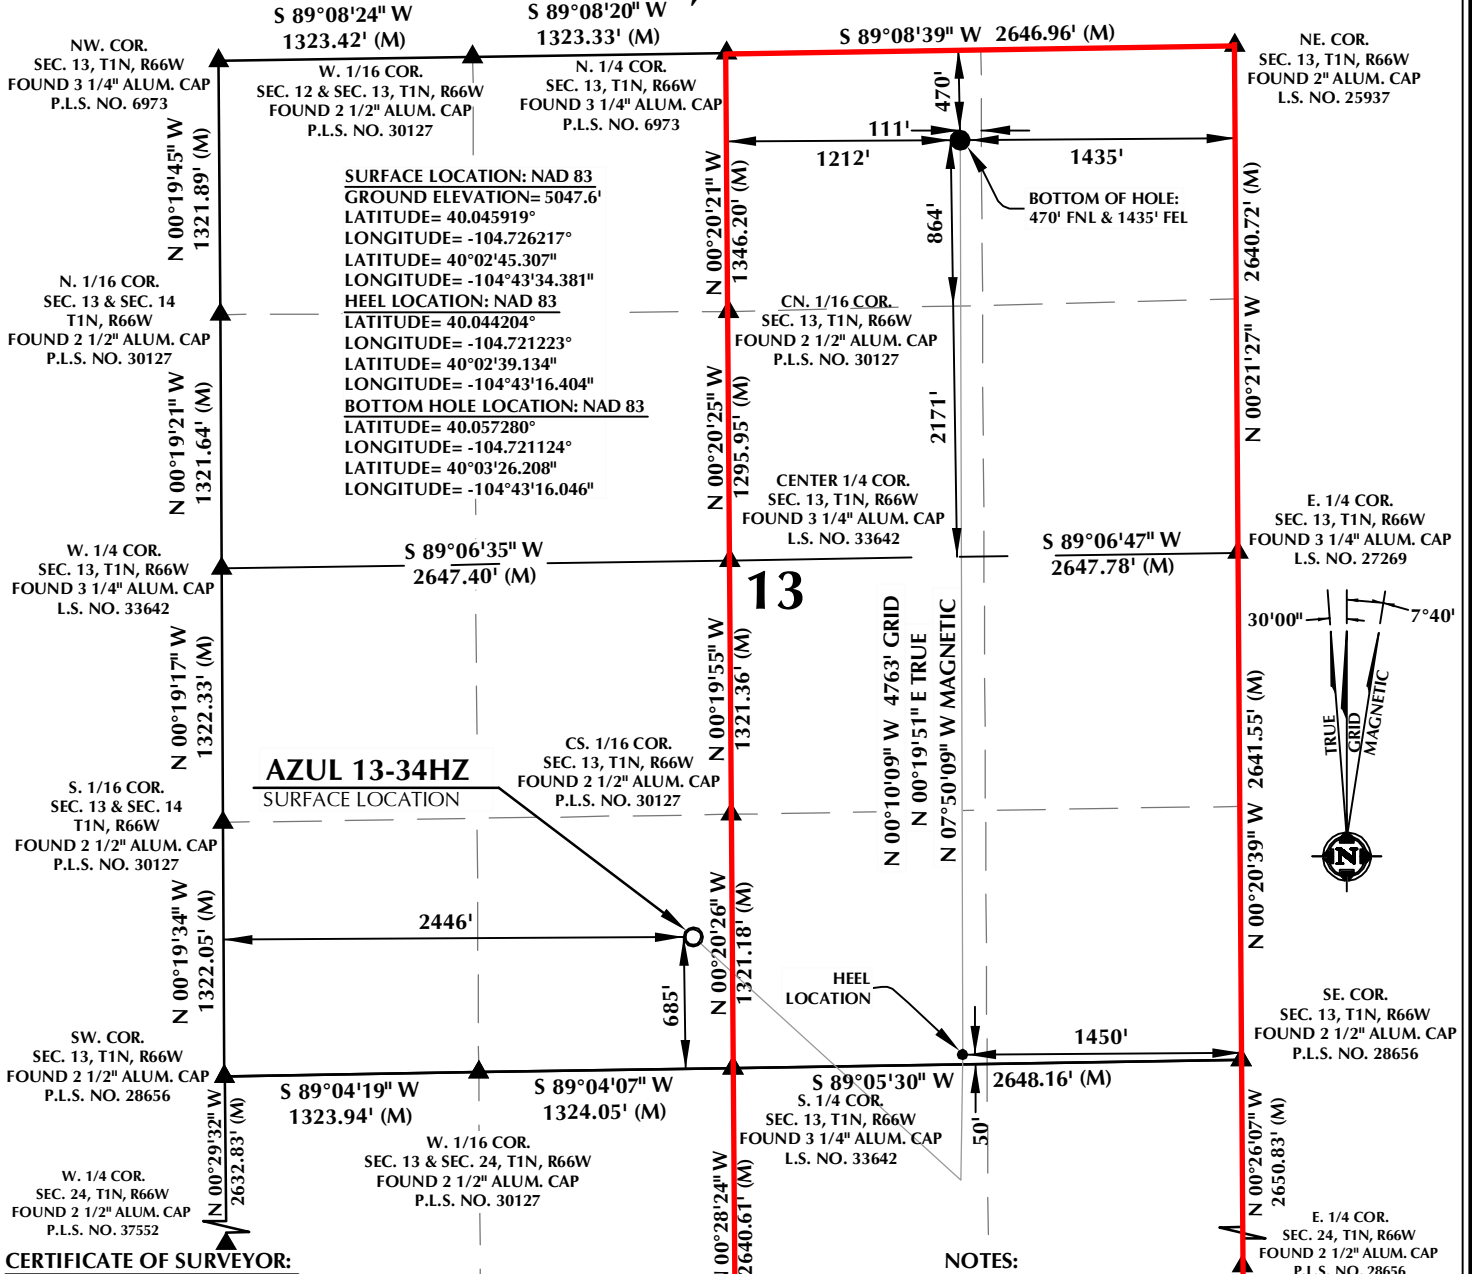 S 89°08'24" W
1323.42' (M)
S 89°08'20" W
1323.33' (M)
S 89°08'39" W 2646.96' (M)
NW. COR.
SEC. 13, T1N, R66W
FOUND 3 1/4" ALUM. CAP
P.L.S. NO. 6973
W. 1/16 COR.
SEC. 12 & SEC. 13, T1N, R66W
FOUND 2 1/2" ALUM. CAP
P.L.S. NO. 30127
N. 1/4 COR.
SEC. 13, T1N, R66W
FOUND 3 1/4" ALUM. CAP
P.L.S. NO. 6973
NE. COR.
SEC. 13, T1N, R66W
FOUND 2" ALUM. CAP
L.S. NO. 25937
470'
111'
1212'
1435'
BOTTOM OF HOLE:
470' FNL & 1435' FEL
864'
2171'
N 00°19'45" W
1321.89' (M)
SURFACE LOCATION: NAD 83
GROUND ELEVATION= 5047.6'
LATITUDE= 40.045919°
LONGITUDE= -104.726217°
LATITUDE= 40°02'45.307"
LONGITUDE= -104°43'34.381"
HEEL LOCATION: NAD 83
LATITUDE= 40.044204°
LONGITUDE= -104.721223°
LATITUDE= 40°02'39.134"
LONGITUDE= -104°43'16.404"
BOTTOM HOLE LOCATION: NAD 83
LATITUDE= 40.057280°
LONGITUDE= -104.721124°
LATITUDE= 40°03'26.208"
LONGITUDE= -104°43'16.046"
N 00°20'21" W
1346.20' (M)
N 00°21'27" W 2640.72' (M)
N. 1/16 COR.
SEC. 13 & SEC. 14
T1N, R66W
FOUND 2 1/2" ALUM. CAP
P.L.S. NO. 30127
CN. 1/16 COR.
SEC. 13, T1N, R66W
FOUND 2 1/2" ALUM. CAP
P.L.S. NO. 30127
N 00°19'21" W
1321.64' (M)
N 00°20'25" W
1295.95' (M)
CENTER 1/4 COR.
SEC. 13, T1N, R66W
FOUND 3 1/4" ALUM. CAP
L.S. NO. 33642
E. 1/4 COR.
SEC. 13, T1N, R66W
FOUND 3 1/4" ALUM. CAP
L.S. NO. 27269
W. 1/4 COR.
SEC. 13, T1N, R66W
FOUND 3 1/4" ALUM. CAP
L.S. NO. 33642
S 89°06'35" W
2647.40' (M)
S 89°06'47" W
2647.78' (M)
13
30'00"
7°40'
TRUE
GRID
MAGNETIC
N
N 00°19'17" W
1322.33' (M)
N 00°19'55" W
1321.36' (M)
N 00°10'09" W 4763' GRID
N 00°19'51" E TRUE
N 07°50'09" W MAGNETIC
N 00°20'39" W 2641.55' (M)
AZUL 13-34HZ
SURFACE LOCATION
CS. 1/16 COR.
SEC. 13, T1N, R66W
FOUND 2 1/2" ALUM. CAP
P.L.S. NO. 30127
S. 1/16 COR.
SEC. 13 & SEC. 14
T1N, R66W
FOUND 2 1/2" ALUM. CAP
P.L.S. NO. 30127
N 00°19'34" W
1322.05' (M)
2446'
685'
N 00°20'26" W
1321.18' (M)
HEEL
LOCATION
1450'
50'
SE. COR.
SEC. 13, T1N, R66W
FOUND 2 1/2" ALUM. CAP
P.L.S. NO. 28656
SW. COR.
SEC. 13, T1N, R66W
FOUND 2 1/2" ALUM. CAP
P.L.S. NO. 28656
S 89°04'19" W
1323.94' (M)
S 89°04'07" W
1324.05' (M)
S 89°05'30" W 2648.16' (M)
S. 1/4 COR.
SEC. 13, T1N, R66W
FOUND 3 1/4" ALUM. CAP
L.S. NO. 33642
W. 1/16 COR.
SEC. 13 & SEC. 24, T1N, R66W
FOUND 2 1/2" ALUM. CAP
P.L.S. NO. 30127
N 00°29'32" W
2632.83' (M)
N 00°28'24" W
2640.61' (M)
N 00°26'07" W
2650.83' (M)
W. 1/4 COR.
SEC. 24, T1N, R66W
FOUND 2 1/2" ALUM. CAP
P.L.S. NO. 37552
E. 1/4 COR.
SEC. 24, T1N, R66W
FOUND 2 1/2" ALUM. CAP
P.L.S. NO. 28656
CERTIFICATE OF SURVEYOR:
NOTES: